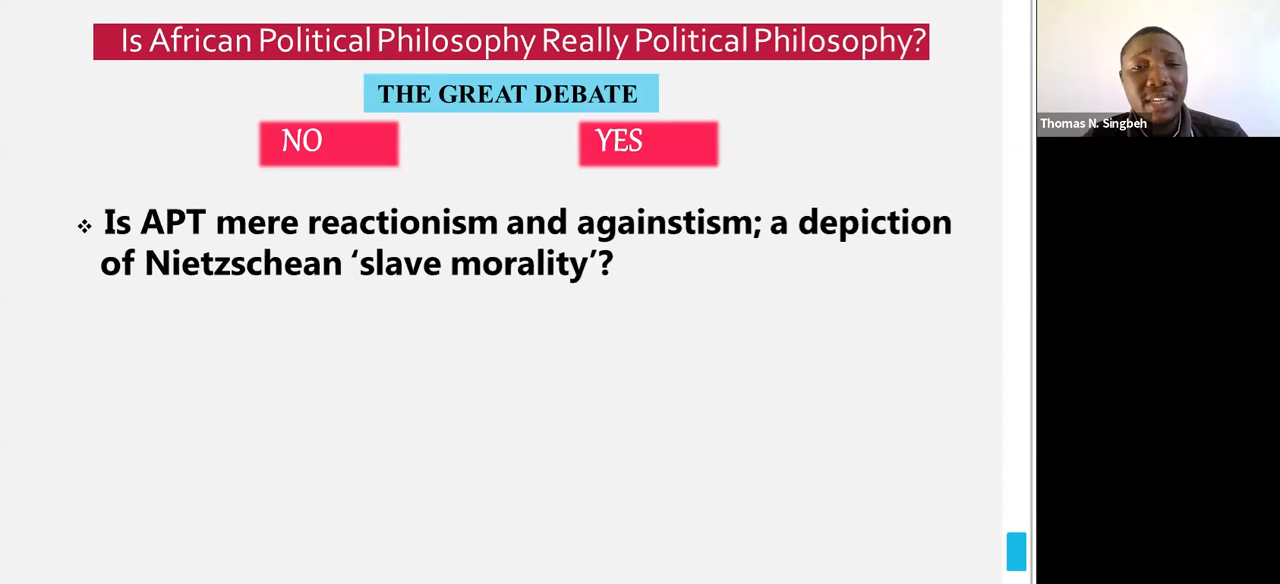 Is African Political Philosophy Really Political Philosophy?
THE GREAT DEBATE
NO
YES
Is APT mere reactionism and againstism; a depiction
of Nietzschean ‘slave morality’?
Thomas N. Singbeh